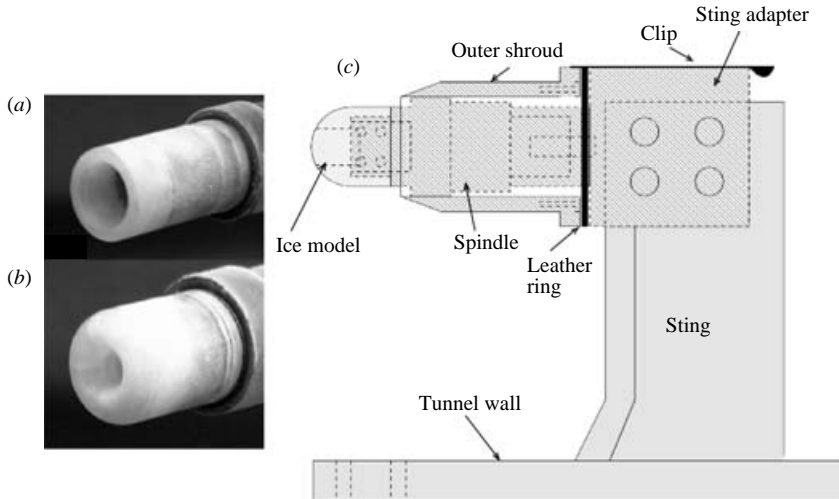 (a)
(b)
(c)
Outer shroud
Clip
Sting adapter
Ice model
Spindle
Leather
ring
Sting
Tunnel wall